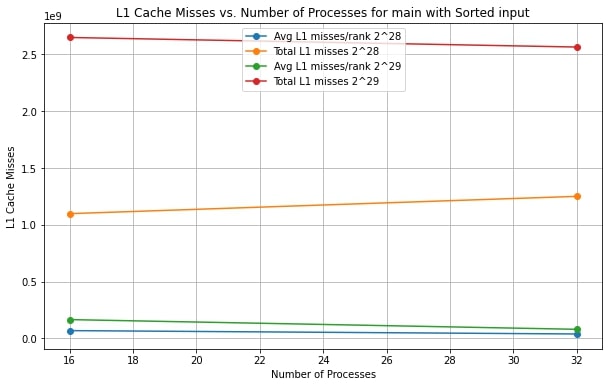 L1 Cache Misses vs. Number of Processes for main with Sorted input
1e9
Avg L1 misses/rank 2^28
Total L1 misses 2^28
Avg L1 misses/rank 2^29
Total L1 misses 2^29
2.5
2.0
1.5
1.0
0.5
0.0
L1 Cache Misses
16 18 20 22 24 26 28 30 32
Number of Processes